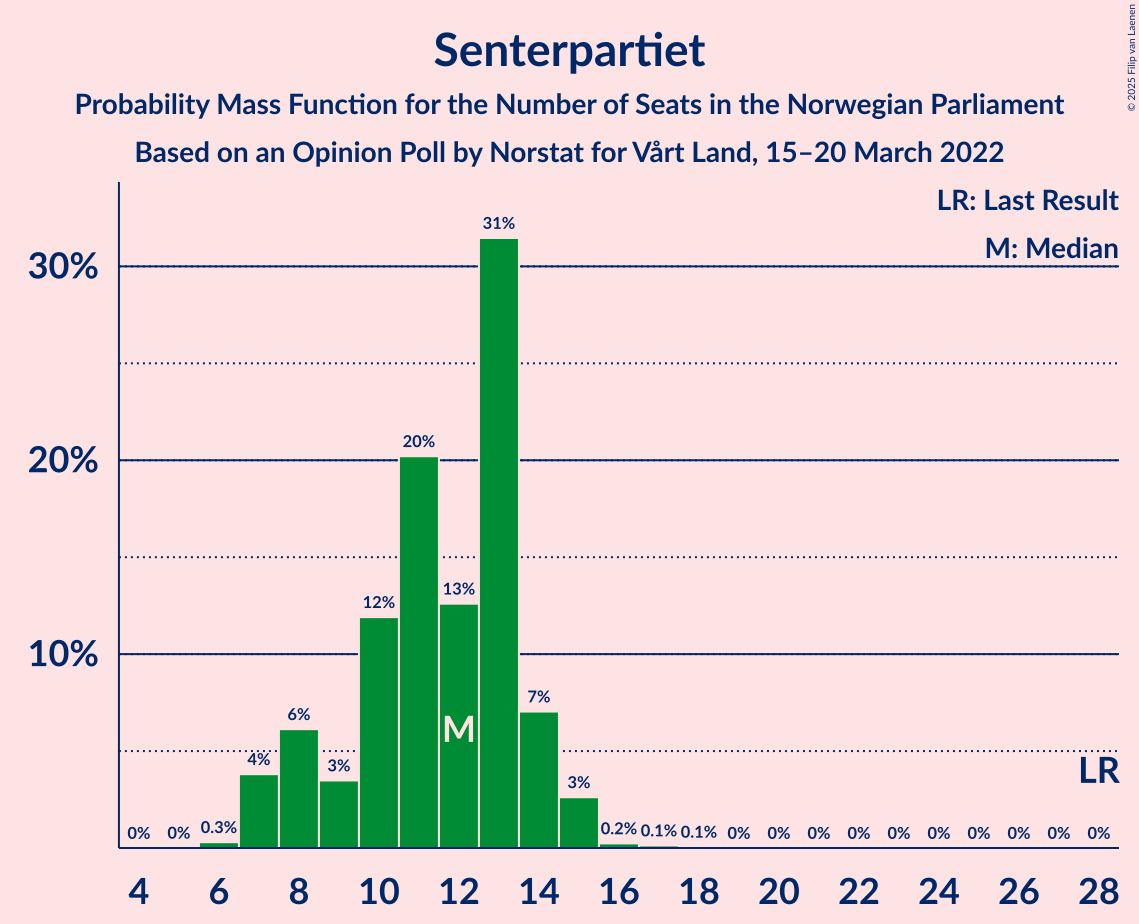 © 2025 Filip van Laenen
Senterpartiet
Probability Mass Function for the Number of Seats in the Norwegian Parliament
Based on an Opinion Poll by Norstat for Vårt Land, 15–20 March 2022
LR: Last Result
M: Median
30%
20%
10%
0% 0% 0.3% 4% 6% 3% 12% 20% 13% 31% 7% 3% 0.2% 0.1% 0.1% 0% 0% 0% 0% 0% 0% 0% 0% 0% 0%
M
LR
4 6 8 10 12 14 16 18 20 22 24 26 28